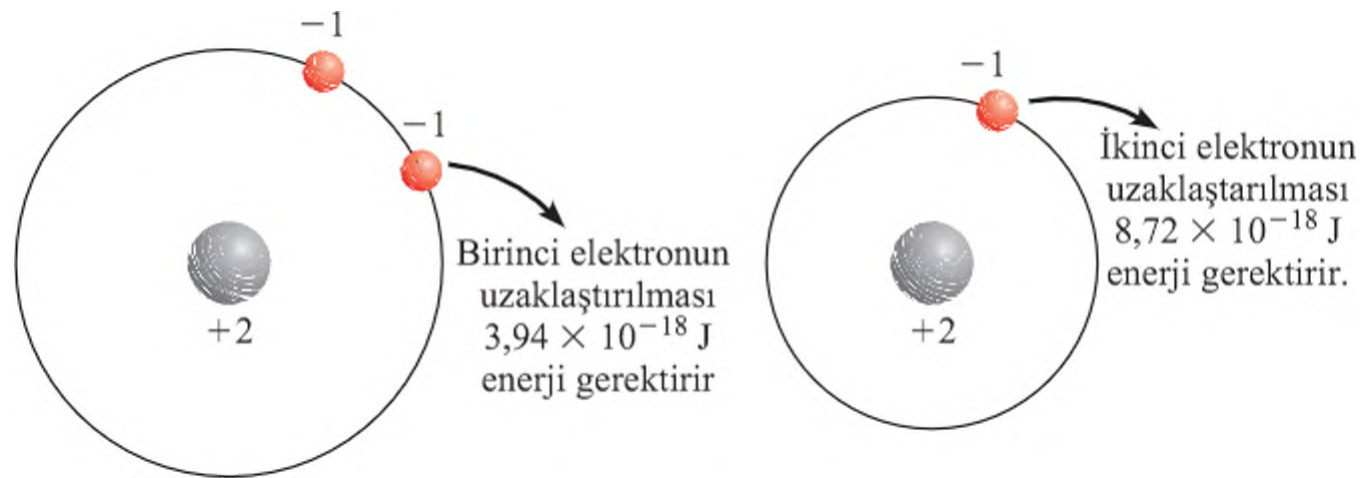 −1
−1
+2
Birinci elektronun
uzaklaştırılması
3,94 × 10⁻¹⁸ J
enerji gerektirir
−1
+2
İkinci elektronun
uzaklaştarılması
8,72 × 10⁻¹⁸ J
enerji gerektirir.